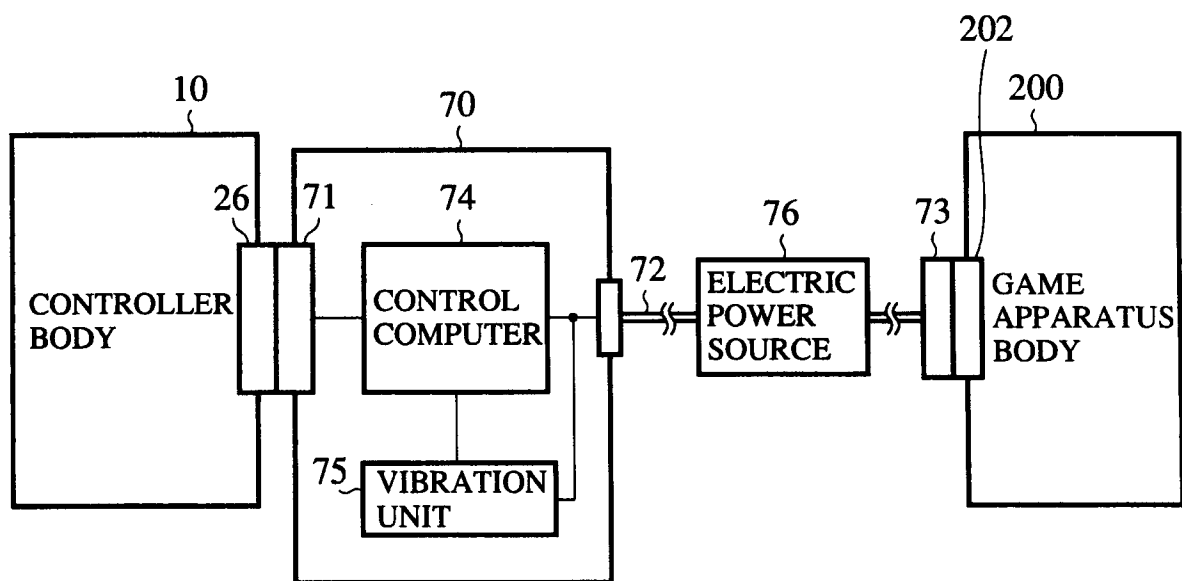 202
10
70
200
26
71
74
76
73
72
CONTROLLER
BODY
CONTROL
COMPUTER
ELECTRIC
POWER
SOURCE
GAME
APPARATUS
BODY
75
VIBRATION
UNIT